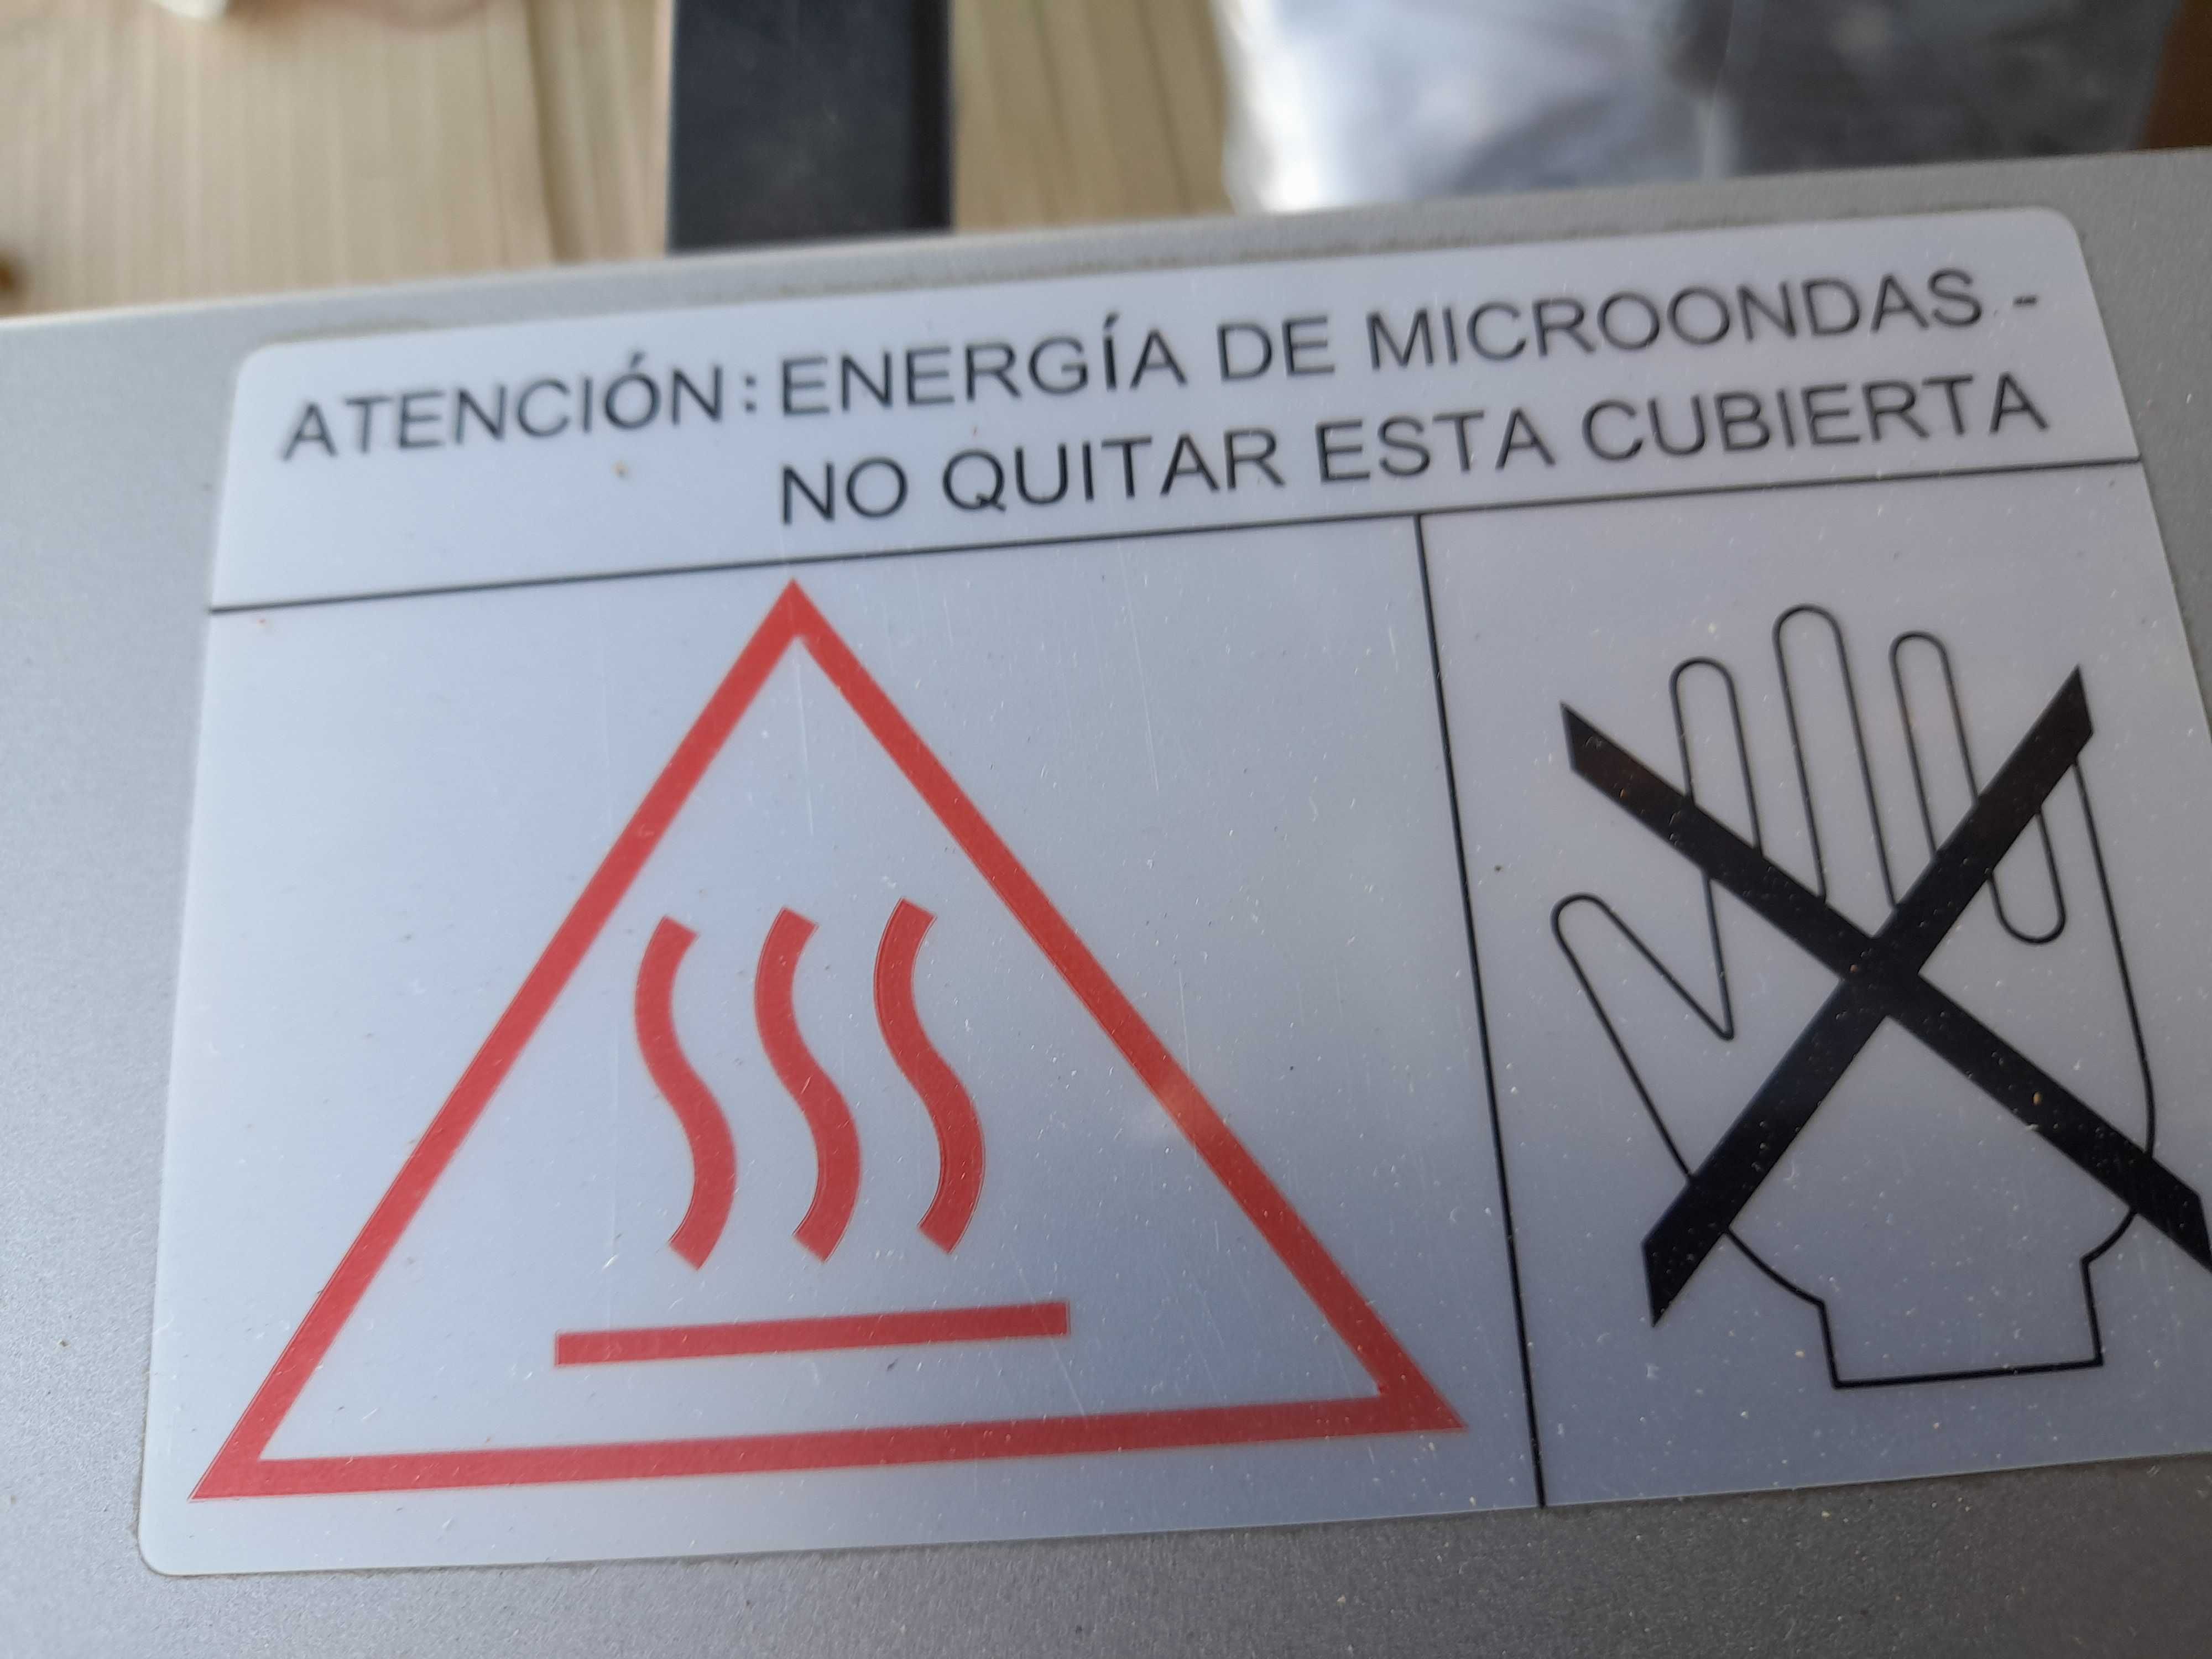 ATENCIÓN: ENERGÍA DE MICROONDAS -
NO QUITAR ESTA CUBIERTA